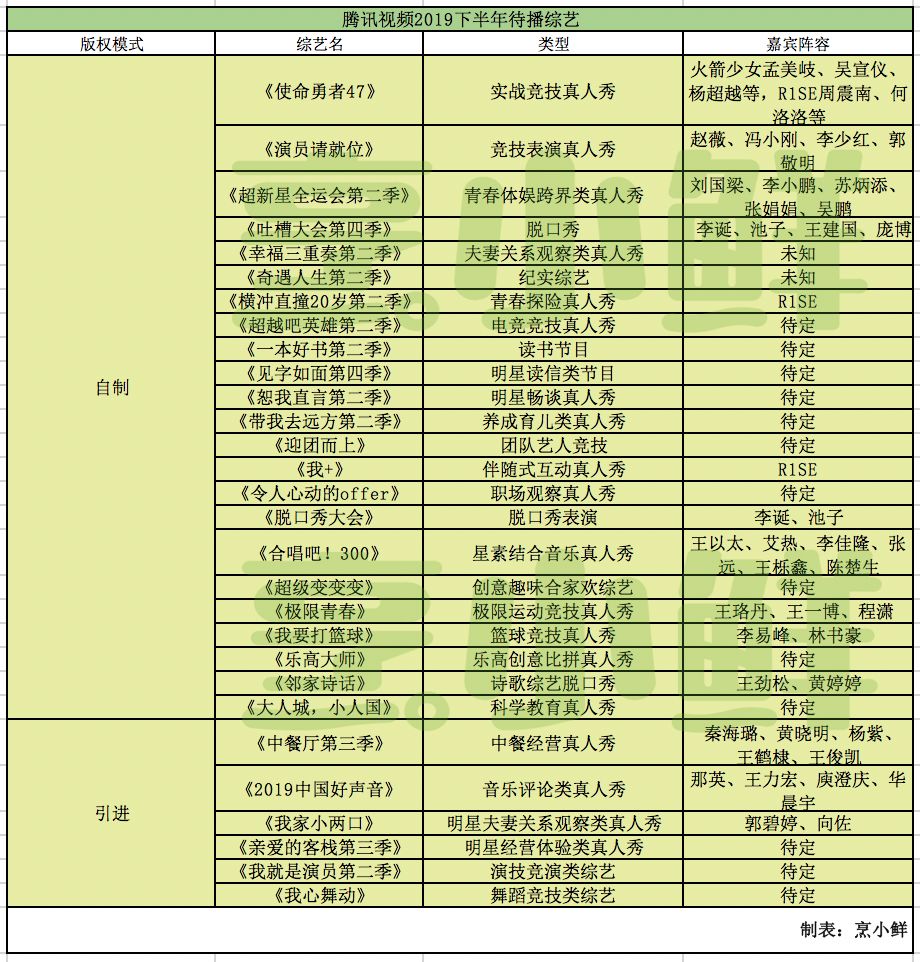 腾讯视频2019下半年待播综艺
版权模式 综艺名 类型 嘉宾阵容
自制
《使命勇者47》 实战竞技真人秀 火箭少女孟美岐、吴宣仪、
杨超越等，R1SE周震南、何
洛洛等
《演员请就位》 竞技表演真人秀 赵薇、冯小刚、李少红、郭
敬明
《超新星全运会第二季》 青春体娱跨界类真人秀 刘国梁、李小鹏、苏炳添、
张娟娟、吴鹏
《吐槽大会第四季》 脱口秀 李诞、池子、王建国、庞博
《幸福三重奏第二季》 夫妻关系观察类真人秀 未知
《奇遇人生第二季》 纪实综艺 未知
《横冲直撞20岁第二季》 青春探险真人秀 R1SE
《超越吧英雄第二季》 电竞竞技真人秀 待定
《一本好书第二季》 读书节目 待定
《见字如面第四季》 明星读信类节目 待定
《恕我直言第二季》 明星畅谈真人秀 待定
《带我去远方第二季》 养成育儿类真人秀 待定
《迎团而上》 团队艺人竞技 待定
《我+》 伴随式互动真人秀 R1SE
《令人心动的offer》 职场观察真人秀 待定
《脱口秀大会》 脱口秀表演 李诞、池子
《合唱吧！300》 星素结合音乐真人秀 王以太、艾热、李佳隆、张
远、王栎鑫、陈楚生
《超级变变变》 创意趣味合家欢综艺 待定
《极限青春》 极限运动竞技真人秀 王珞丹、王一博、程潇
《我要打篮球》 篮球竞技真人秀 李易峰、林书豪
《乐高大师》 乐高创意比拼真人秀 待定
《邻家诗话》 诗歌综艺脱口秀 王劲松、黄婷婷
《大人城，小人国》 科学教育真人秀 待定
引进
《中餐厅第三季》 中餐经营真人秀 秦海璐、黄晓明、杨紫、
王鹤棣、王俊凯
《2019中国好声音》 音乐评论类真人秀 那英、王力宏、庾澄庆、华
晨宇
《我家小两口》 明星夫妻关系观察类真人秀 郭碧婷、向佐
《亲爱的客栈第三季》 明星经营体验类真人秀 待定
《我就是演员第二季》 演技竞演类综艺 待定
《我心舞动》 舞蹈竞技类综艺 待定
制表：烹小鲜
烹小鲜
烹小鲜